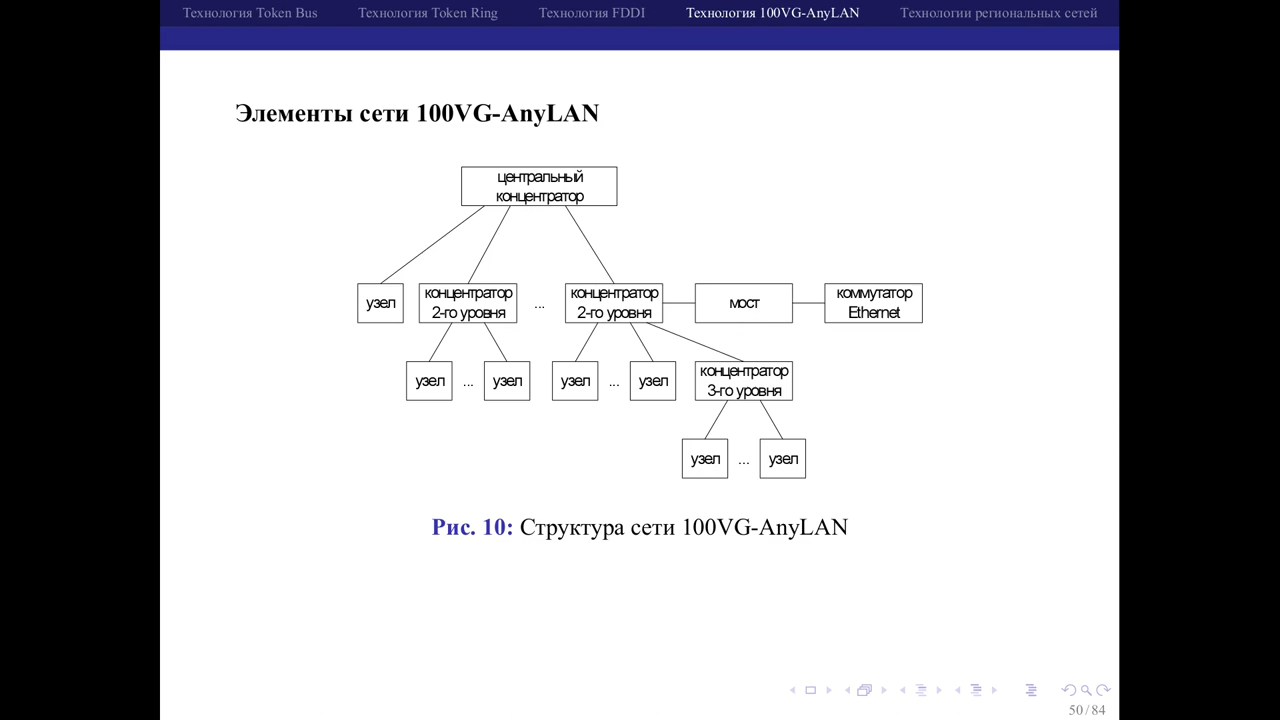 Технология Token Bus Технология Token Ring Технология FDDI Технология 100VG-AnyLAN Технологии региональных сетей
Элементы сети 100VG-AnyLAN
центральный
концентратор
узел
концентратор
2-го уровня
...
концентратор
2-го уровня
мост
коммутатор
Ethernet
узел ... узел узел ... узел
концентратор
3-го уровня
узел ... узел
Рис. 10: Структура сети 100VG-AnyLAN
50 / 84